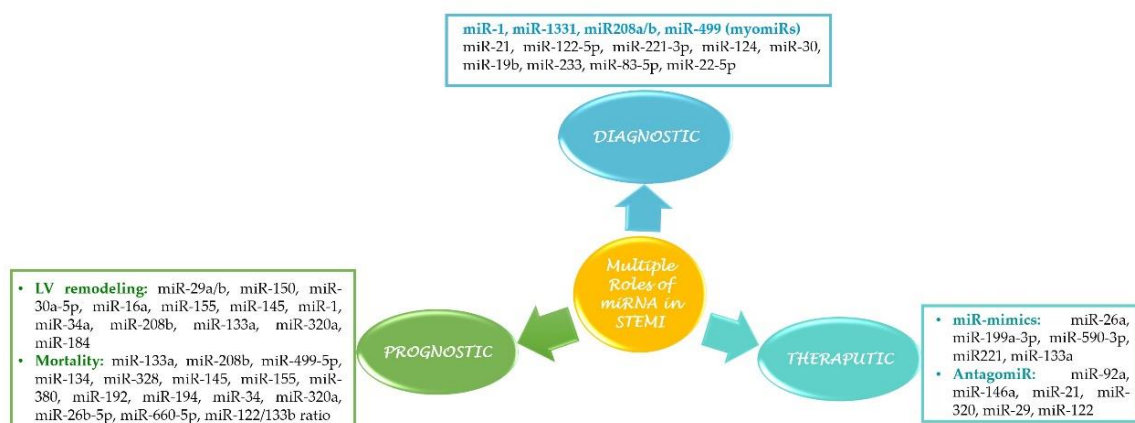 miR-1, miR-1331, miR208a/b, miR-499 (myomiRs)
miR-21, miR-122-5p, miR-221-3p, miR-124, miR-30,
miR-19b, miR-233, miR-83-5p, miR-22-5p
DIAGNOSTIC
Multiple
Roles of
miRNA in
STEMI
• LV remodeling: miR-29a/b, miR-150, miR-
30a-5p, miR-16a, miR-155, miR-145, miR-1,
miR-34a, miR-208b, miR-133a, miR-320a,
miR-184
• Mortality: miR-133a, miR-208b, miR-499-5p,
miR-134, miR-328, miR-145, miR-155, miR-
380, miR-192, miR-194, miR-34, miR-320a,
miR-26b-5p, miR-660-5p, miR-122/133b ratio
PROGNOSTIC
THERAPUTIC
• miR-mimics: miR-26a,
miR-199a-3p, miR-590-3p,
miR221, miR-133a
• AntagomiR: miR-92a,
miR-146a, miR-21, miR-
320, miR-29, miR-122